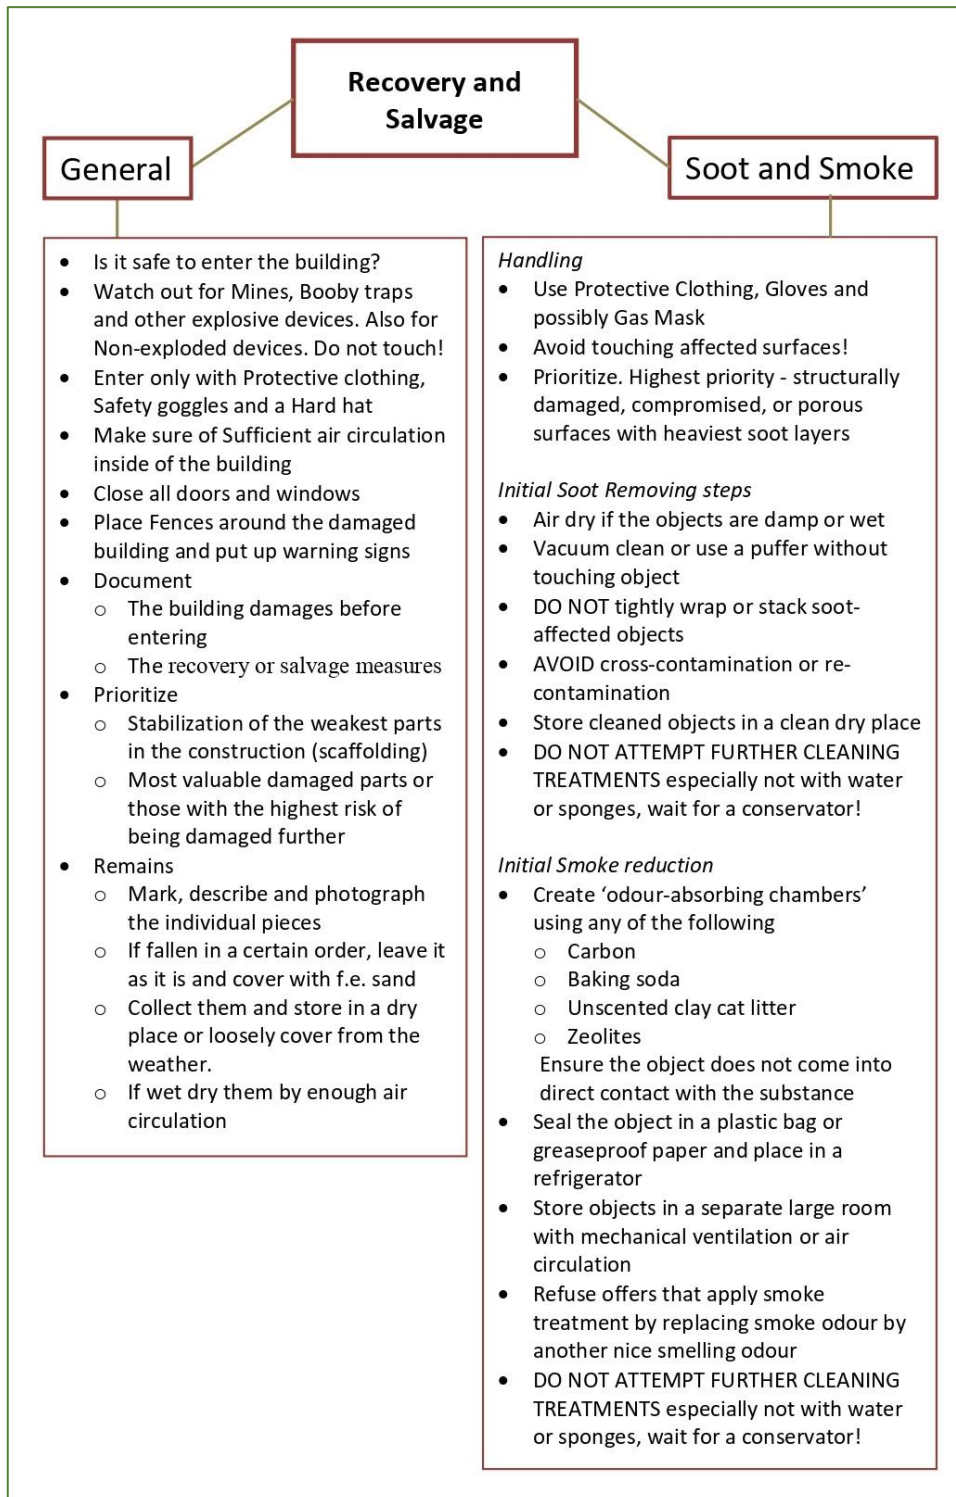 Recovery and
Salvage
General
Soot and Smoke
• Is it safe to enter the building?
• Watch out for Mines, Booby traps
and other explosive devices. Also for
Non-exploded devices. Do not touch!
• Enter only with Protective clothing,
Safety goggles and a Hard hat
• Make sure of Sufficient air circulation
inside of the building
• Close all doors and windows
• Place Fences around the damaged
building and put up warning signs
• Document
o The building damages before
entering
o The recovery or salvage measures
• Prioritize
o Stabilization of the weakest parts
in the construction (scaffolding)
o Most valuable damaged parts or
those with the highest risk of
being damaged further
• Remains
o Mark, describe and photograph
the individual pieces
o If fallen in a certain order, leave it
as it is and cover with f.e. sand
o Collect them and store in a dry
place or loosely cover from the
weather.
o If wet dry them by enough air
circulation
Handling
• Use Protective Clothing, Gloves and
possibly Gas Mask
• Avoid touching affected surfaces!
• Prioritize. Highest priority - structurally
damaged, compromised, or porous
surfaces with heaviest soot layers
Initial Soot Removing steps
• Air dry if the objects are damp or wet
• Vacuum clean or use a puffer without
touching object
• DO NOT tightly wrap or stack soot-
affected objects
• AVOID cross-contamination or re-
contamination
• Store cleaned objects in a clean dry place
• DO NOT ATTEMPT FURTHER CLEANING
TREATMENTS especially not with water
or sponges, wait for a conservator!
Initial Smoke reduction
• Create ‘odour-absorbing chambers’
using any of the following
o Carbon
o Baking soda
o Unscented clay cat litter
o Zeolites
Ensure the object does not come into
direct contact with the substance
• Seal the object in a plastic bag or
greaseproof paper and place in a
refrigerator
• Store objects in a separate large room
with mechanical ventilation or air
circulation
• Refuse offers that apply smoke
treatment by replacing smoke odour by
another nice smelling odour
• DO NOT ATTEMPT FURTHER CLEANING
TREATMENTS especially not with water
or sponges, wait for a conservator!